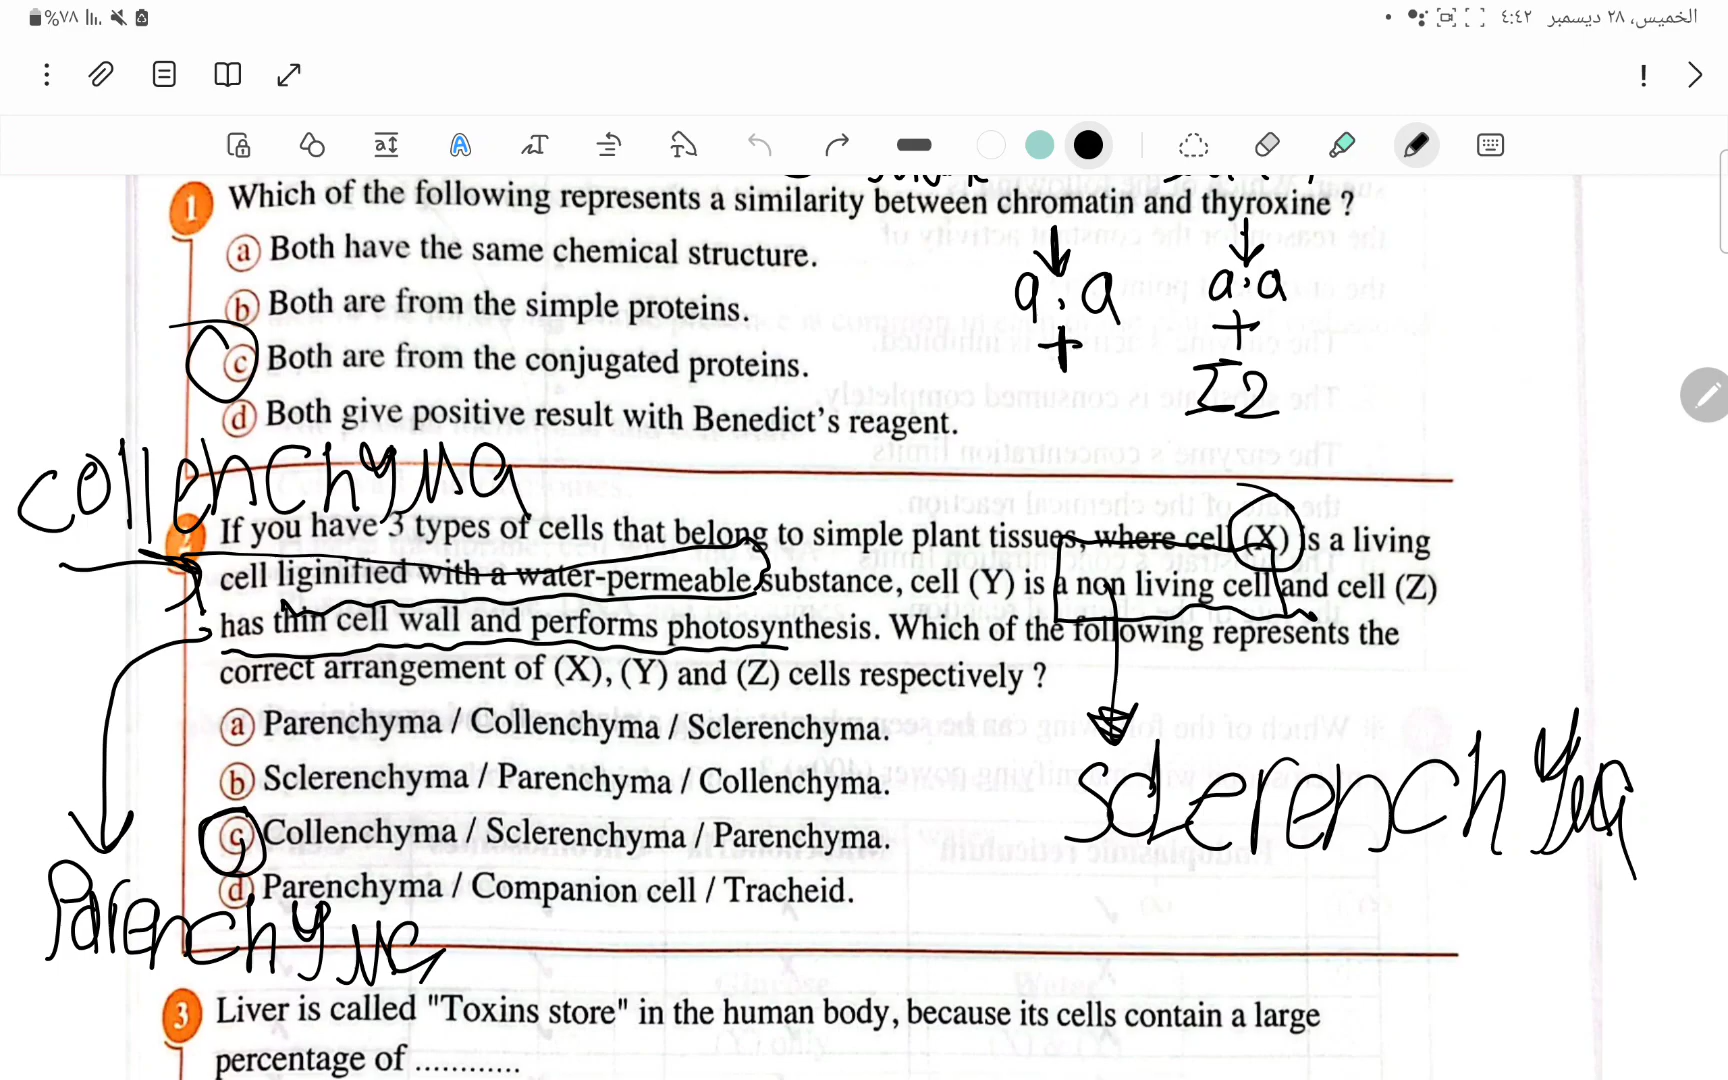 %٧٨
الخميس، ٢٨ ديسمبر ٤:٤٢
1 Which of the following represents a similarity between chromatin and thyroxine ?
a Both have the same chemical structure.
b Both are from the simple proteins.
c Both are from the conjugated proteins.
d Both give positive result with Benedict's reagent.
a.a
+
a.a
+
I2
Collenchyma
2 If you have 3 types of cells that belong to simple plant tissues, where cell (X) is a living
cell liginified with a water-permeable substance, cell (Y) is a non living cell and cell (Z)
has thin cell wall and performs photosynthesis. Which of the following represents the
correct arrangement of (X), (Y) and (Z) cells respectively ?
a Parenchyma / Collenchyma / Sclerenchyma.
b Sclerenchyma / Parenchyma / Collenchyma.
c Collenchyma / Sclerenchyma / Parenchyma.
d Parenchyma / Companion cell / Tracheid.
Sclerenchyma
Parenchyma
3 Liver is called "Toxins store" in the human body, because its cells contain a large
percentage of ............